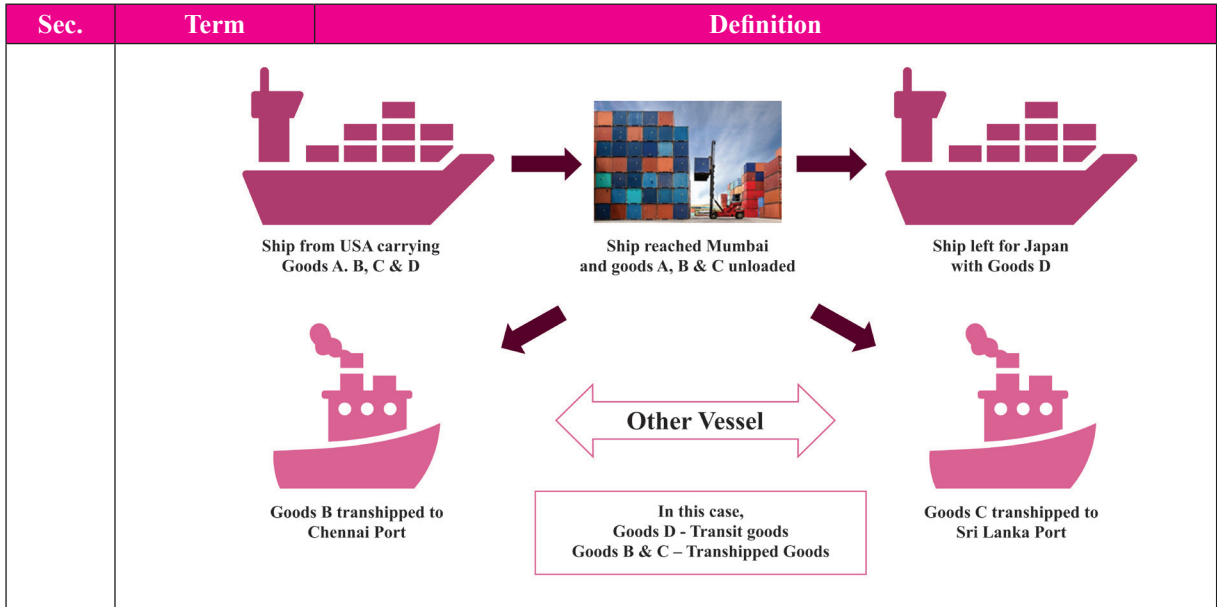 Sec. Term Definition
Ship from USA carrying
Goods A. B, C & D
Ship reached Mumbai
and goods A, B & C unloaded
Ship left for Japan
with Goods D
Other Vessel
Goods B transhipped to
Chennai Port
In this case,
Goods D - Transit goods
Goods B & C – Transhipped Goods
Goods C transhipped to
Sri Lanka Port